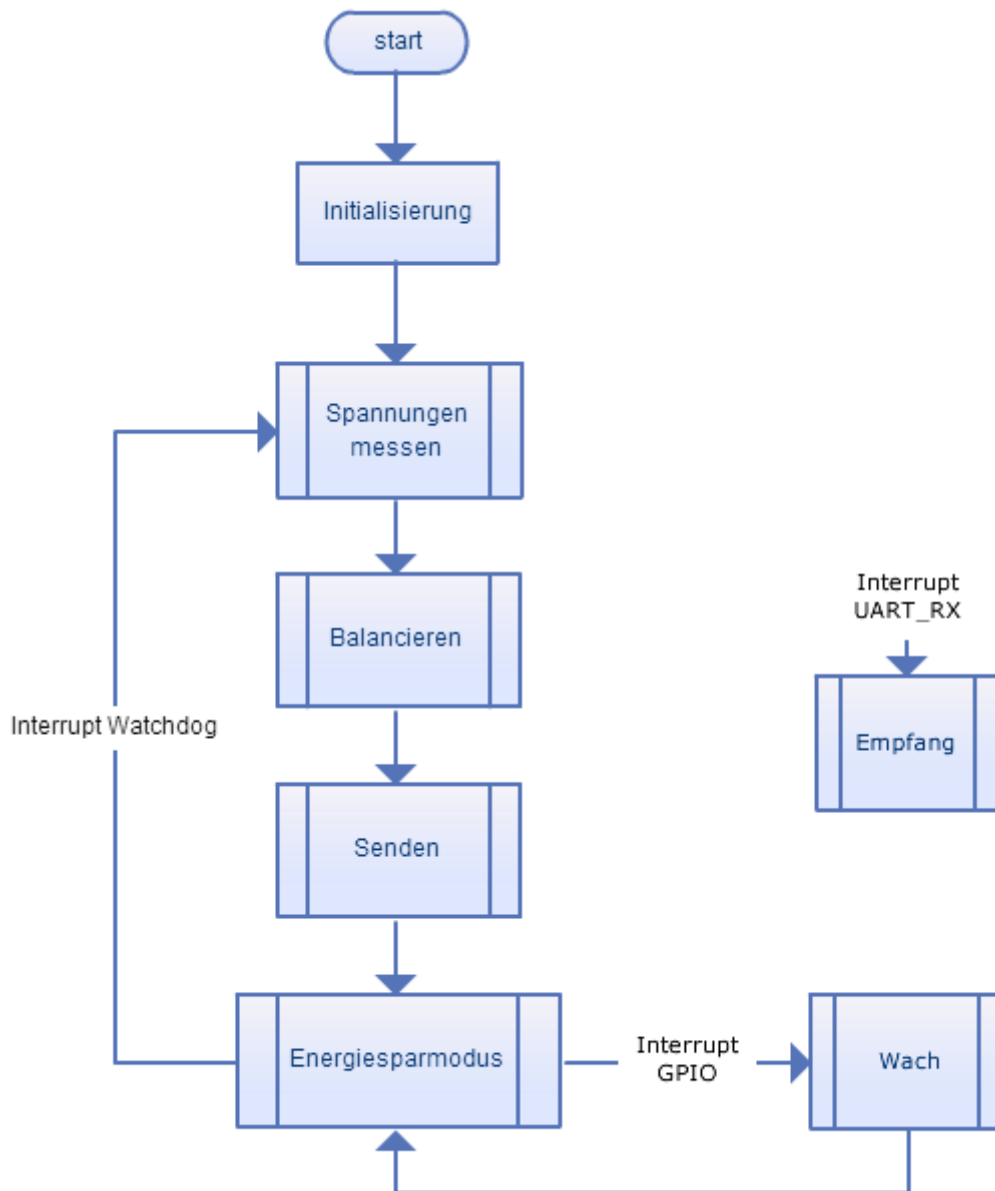 start
Initialisierung
Spannungen
messen
Balancieren
Interrupt
UART_RX
Empfang
Interrupt Watchdog
Senden
Energiesparmodus
Interrupt
GPIO
Wach